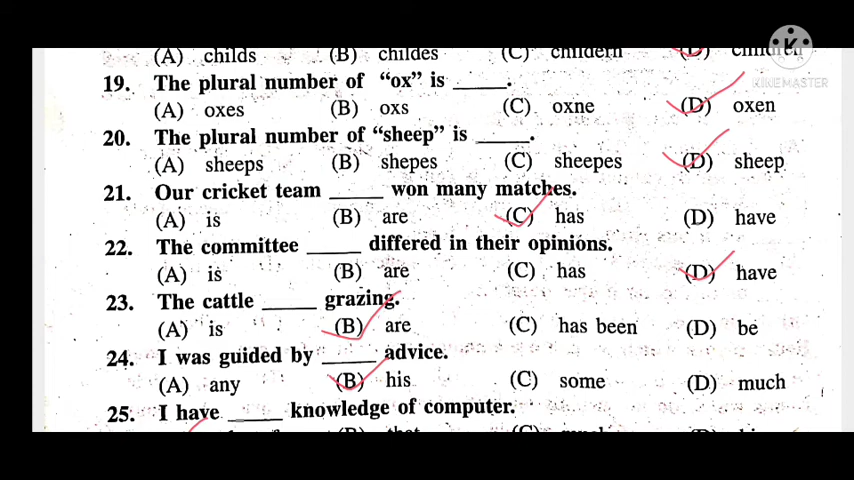 (A) childs (B) childes (C) childern (D) children
KINEMASTER
19. The plural number of "ox" is _____.
(A) oxes (B) oxs (C) oxne (D) oxen
20. The plural number of "sheep" is _____.
(A) sheeps (B) shepes (C) sheepes (D) sheep
21. Our cricket team _____ won many matches.
(A) is (B) are (C) has (D) have
22. The committee _____ differed in their opinions.
(A) is (B) are (C) has (D) have
23. The cattle _____ grazing.
(A) is (B) are (C) has been (D) be
24. I was guided by _____ advice.
(A) any (B) his (C) some (D) much
25. I have _____ knowledge of computer.